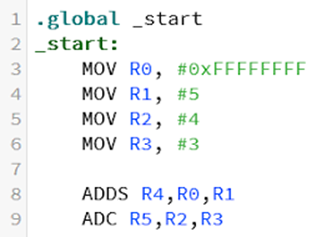 1 .global _start
2 _start:
3 MOV R0, #0xFFFFFFFF
4 MOV R1, #5
5 MOV R2, #4
6 MOV R3, #3
7
8 ADDS R4,R0,R1
9 ADC R5,R2,R3